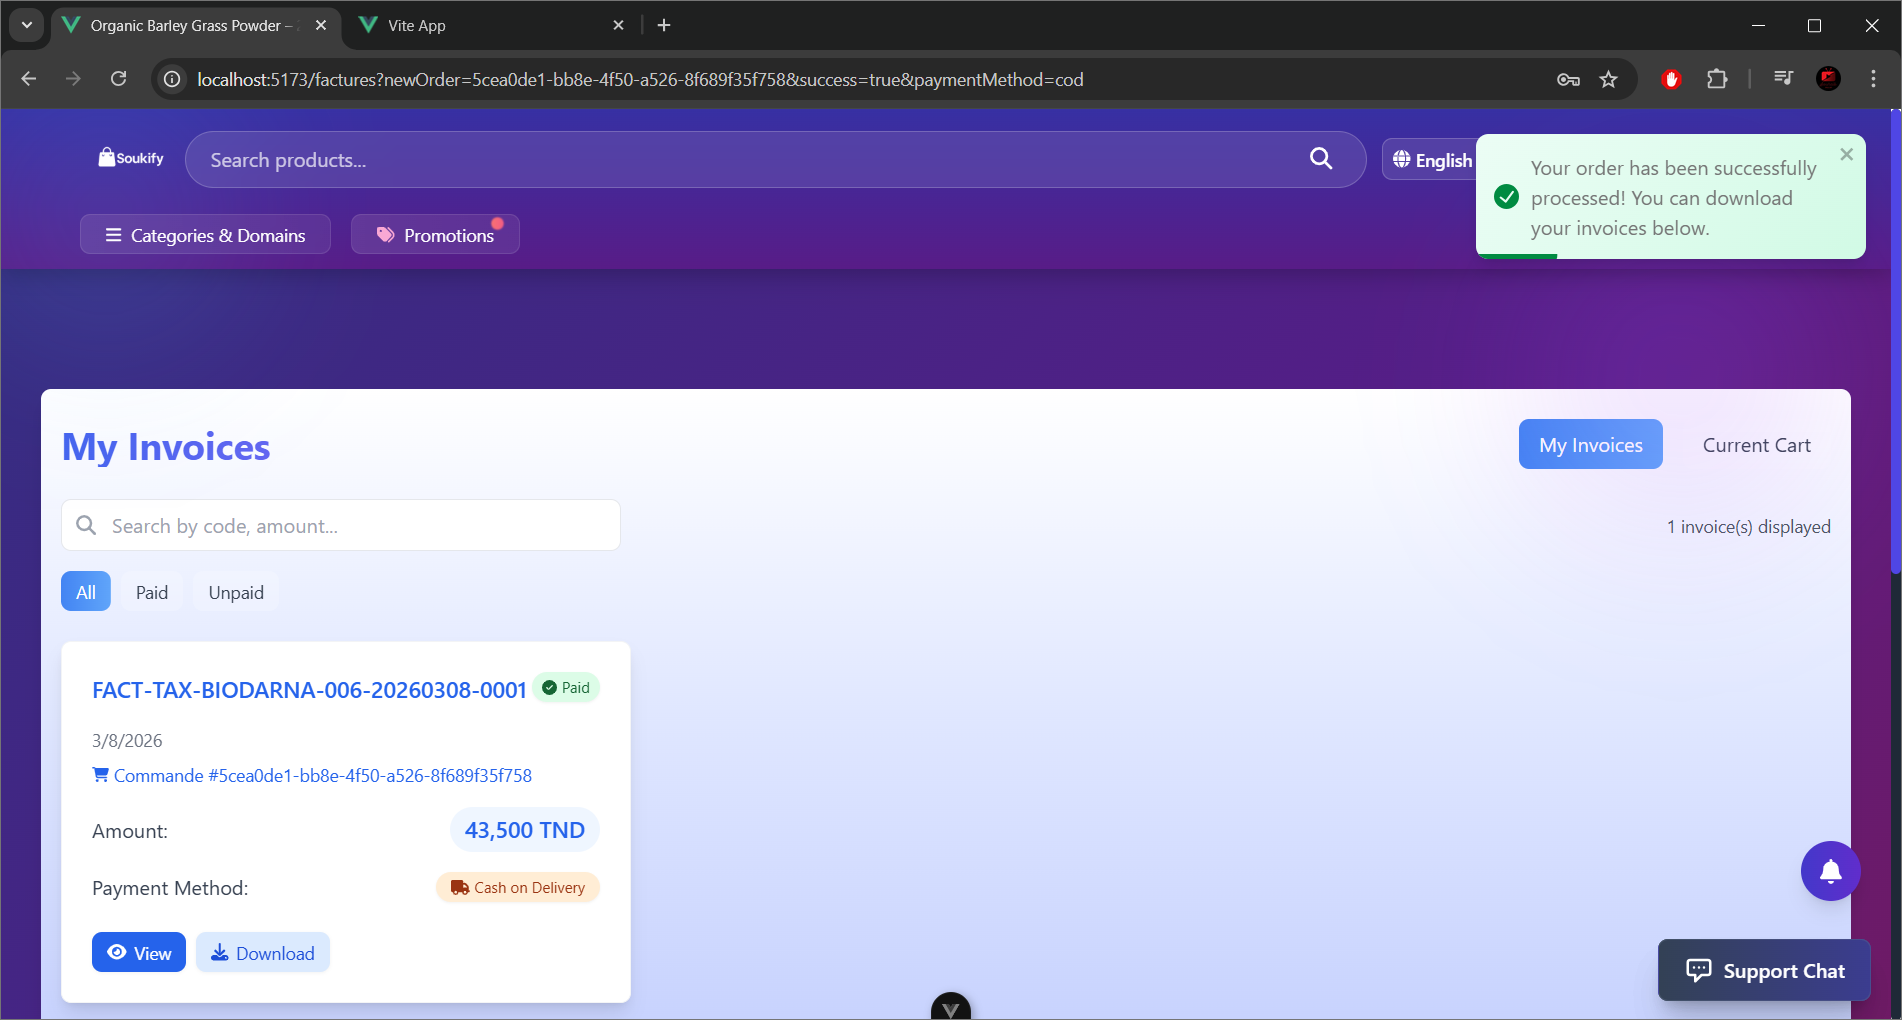 Organic Barley Grass Powder –
Vite App
localhost:5173/factures?newOrder=5cea0de1-bb8e-4f50-a526-8f689f35f758&success=true&paymentMethod=cod
Soukify
Search products...
English
Your order has been successfully
processed! You can download
your invoices below.
Categories & Domains
Promotions
My Invoices
My Invoices
Current Cart
Search by code, amount...
1 invoice(s) displayed
All
Paid
Unpaid
FACT-TAX-BIODARNA-006-20260308-0001
Paid
3/8/2026
Commande #5cea0de1-bb8e-4f50-a526-8f689f35f758
Amount:
43,500 TND
Payment Method:
Cash on Delivery
View
Download
Support Chat